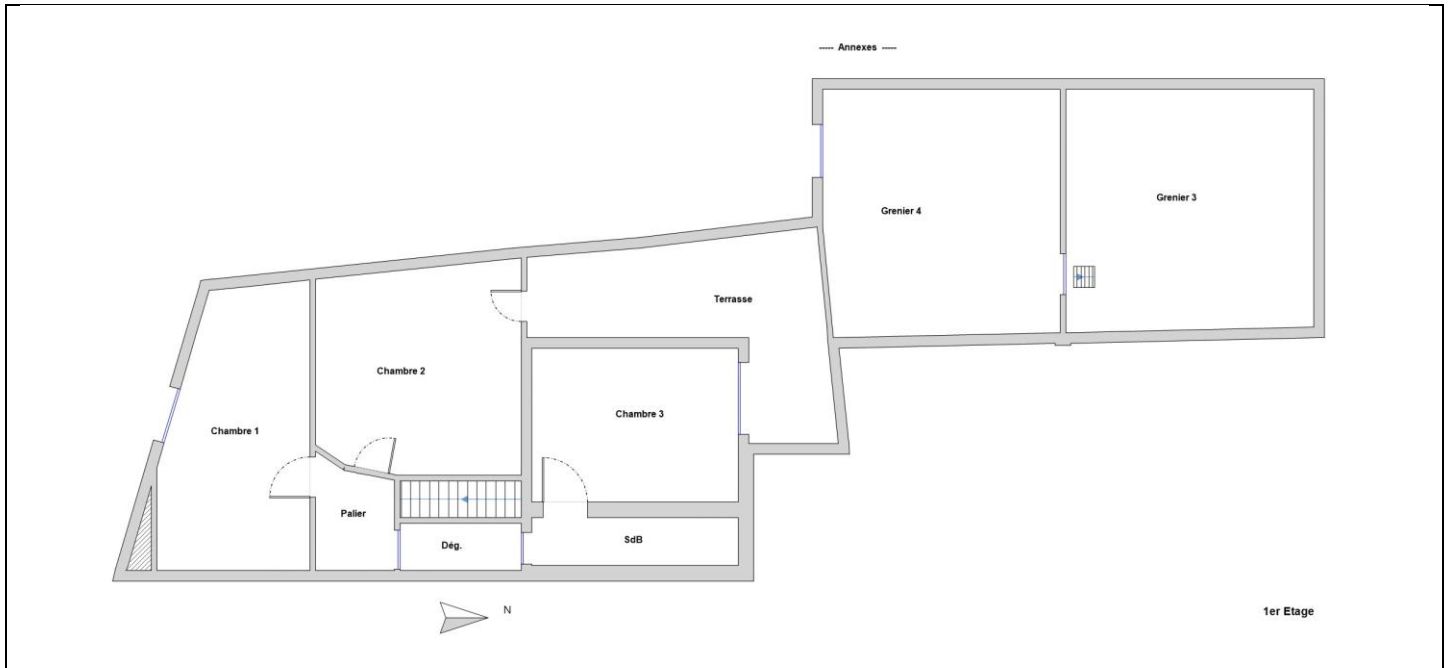 ----- Annexes -----
Grenier 3
Grenier 4
Terrasse
Chambre 2
Chambre 3
Chambre 1
Palier
SdB
Dég.
N
1er Etage